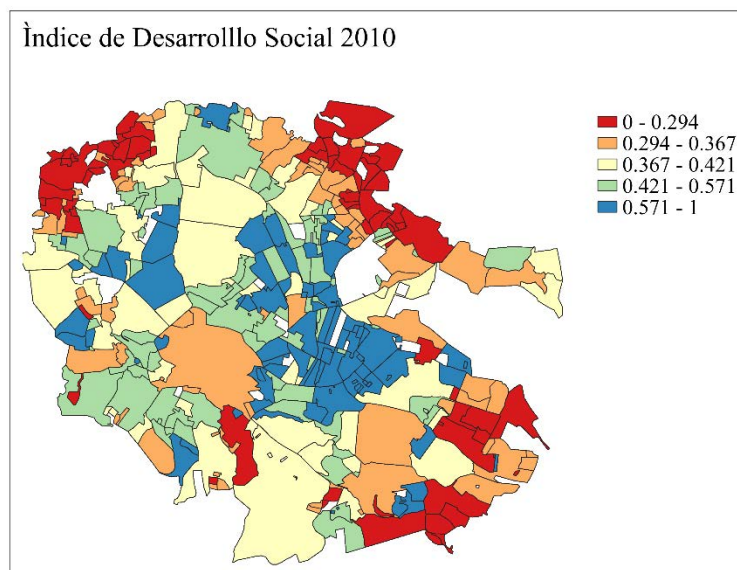 Ìndice de Desarrolllo Social 2010
0 - 0.294
0.294 - 0.367
0.367 - 0.421
0.421 - 0.571
0.571 - 1